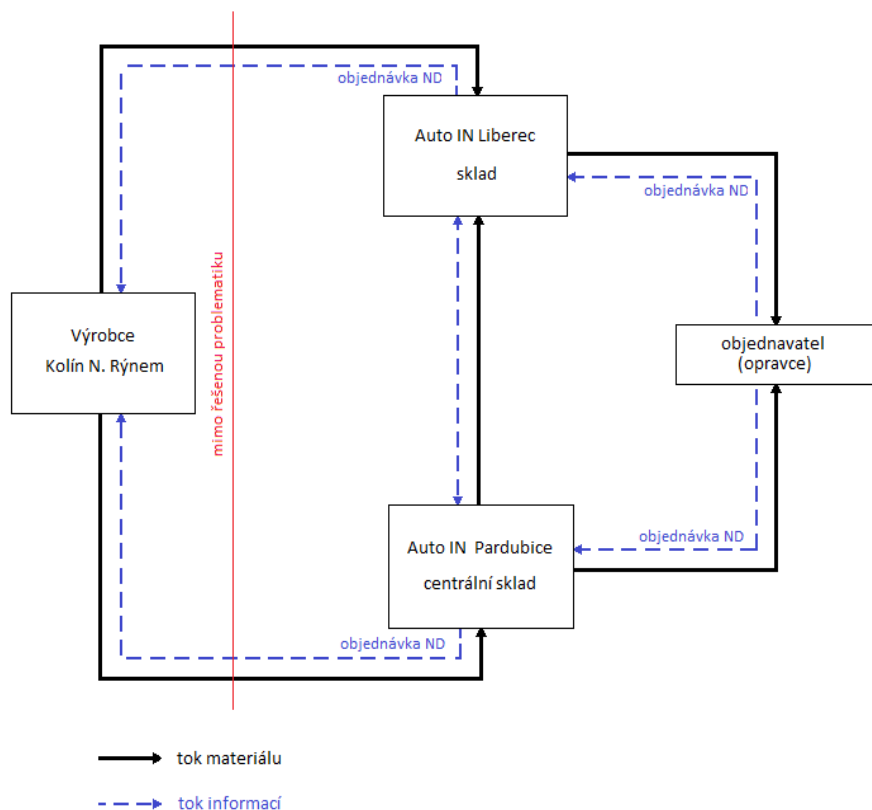 objednávka ND
Auto IN Liberec
sklad
objednávka ND
mimo řešenou problematiku
Výrobce
Kolín N. Rýnem
objednavatel
(opravce)
Auto IN Pardubice
centrální sklad
objednávka ND
objednávka ND
tok materiálu
tok informací